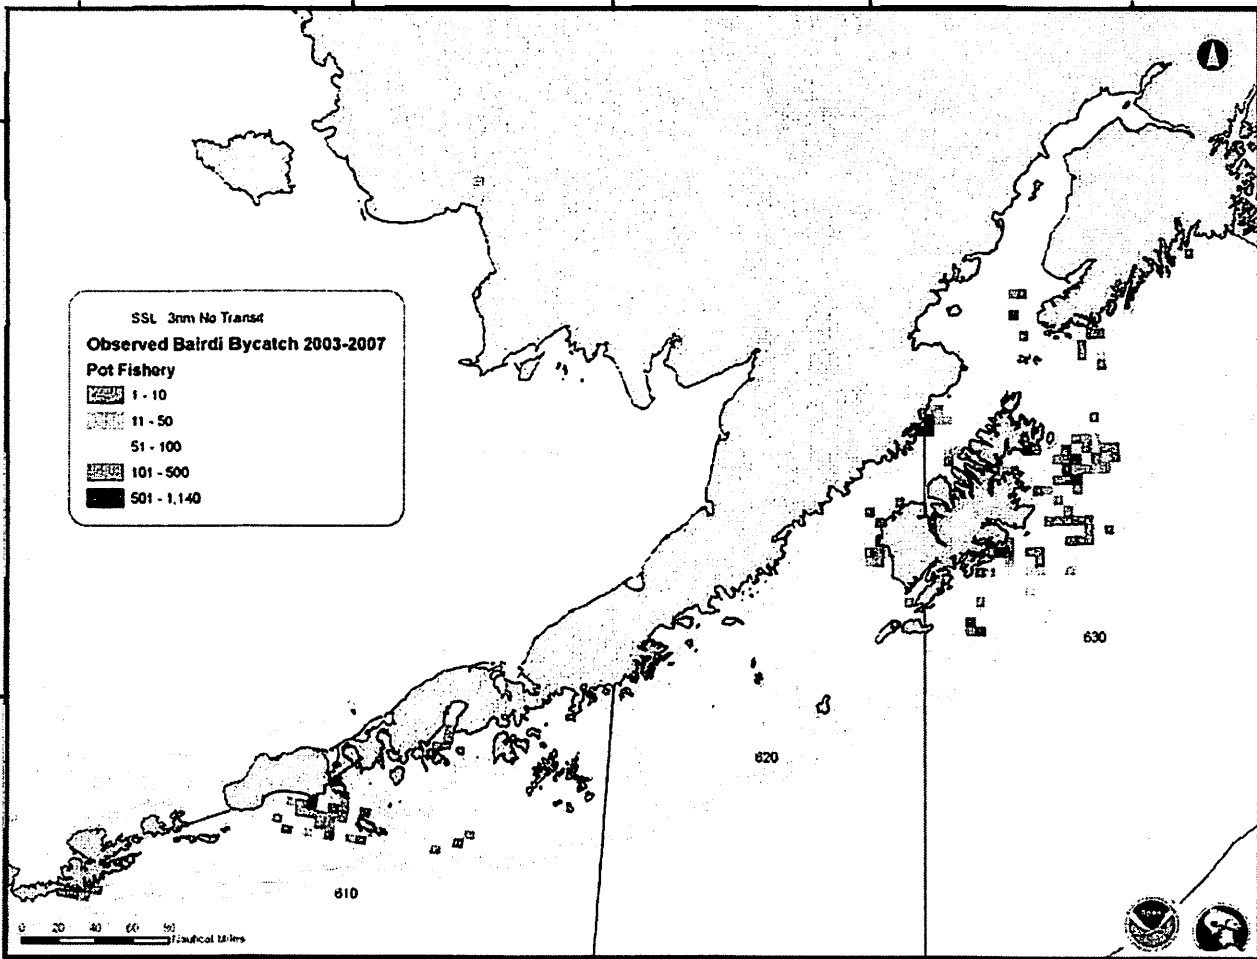 SSL 3nm No Transit
Observed Bairdi Bycatch 2003-2007
Pot Fishery
1 - 10
11 - 50
51 - 100
101 - 500
501 - 1,140
630
620
610
0 20 40 60 80
Nautical Miles